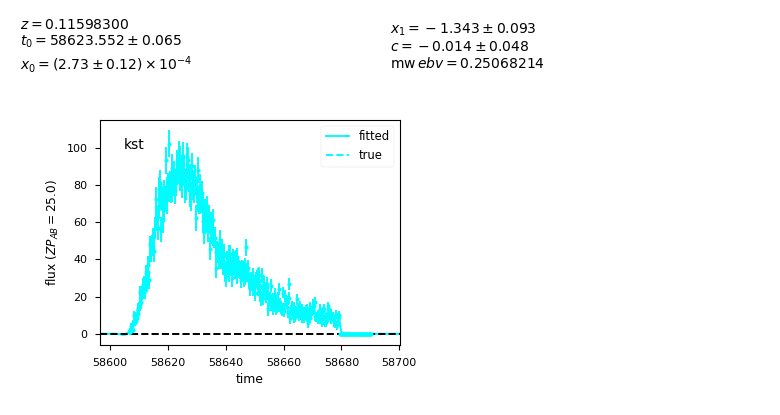 z = 0.11598300
t₀ = 58623.552 ± 0.065
x₀ = (2.73 ± 0.12) × 10⁻⁴
x₁ = −1.343 ± 0.093
c = −0.014 ± 0.048
mw ebv = 0.25068214
kst
fitted
true
100
80
60
40
20
0
flux (ZP_AB = 25.0)
58600 58620 58640 58660 58680 58700
time